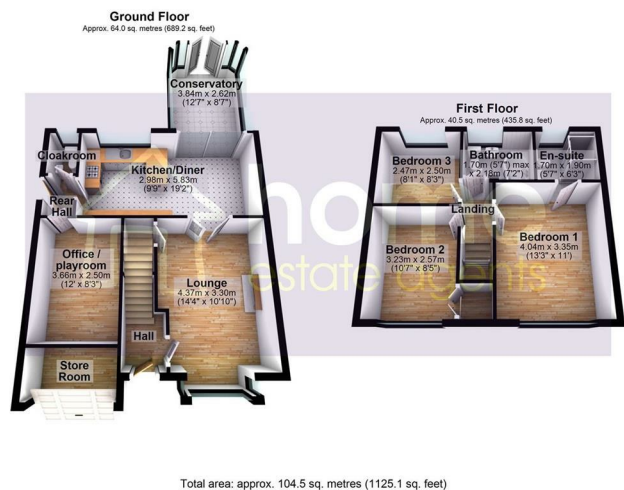 Ground Floor
Approx. 64.0 sq. metres (689.2 sq. feet)
Conservatory
3.84m x 2.62m
(12'7" x 8'7")
Cloakroom
Kitchen/Diner
2.98m x 5.83m
(9'9" x 19'2")
Rear
Hall
Office /
playroom
3.66m x 2.50m
(12' x 8'3")
Lounge
4.37m x 3.30m
(14'4" x 10'10")
Hall
Store
Room
First Floor
Approx. 40.5 sq. metres (435.8 sq. feet)
Bedroom 3
2.47m x 2.50m
(8'1" x 8'3")
Bathroom
1.70m (5'7") max
x 2.18m (7'2")
En-suite
1.70m x 1.90m
(5'7" x 6'3")
Landing
Bedroom 2
3.23m x 2.57m
(10'7" x 8'5")
Bedroom 1
4.04m x 3.35m
(13'3" x 11')
home
estate agents
Total area: approx. 104.5 sq. metres (1125.1 sq. feet)